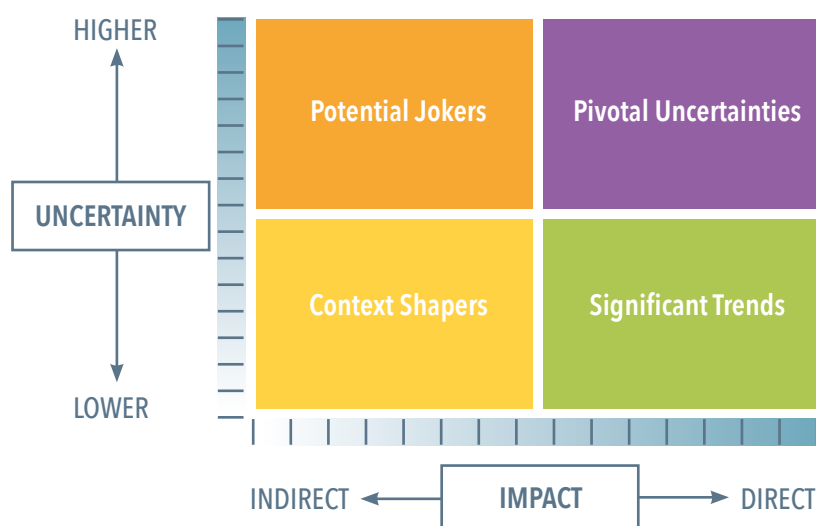 HIGHER
Potential Jokers
Pivotal Uncertainties
UNCERTAINTY
Context Shapers
Significant Trends
LOWER
INDIRECT
IMPACT
DIRECT